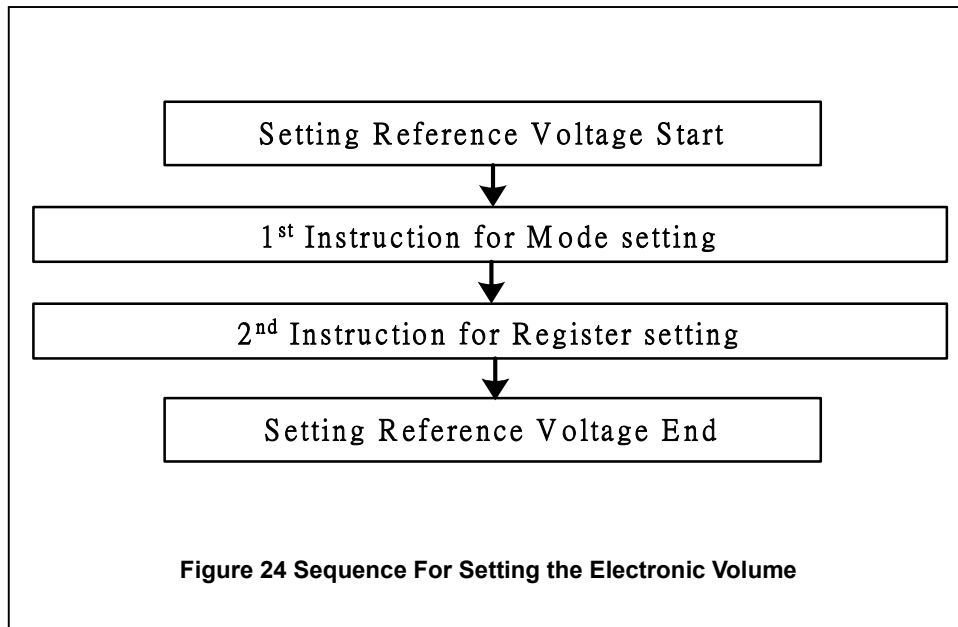 Setting Reference Voltage Start
1st Instruction for Mode setting
2nd Instruction for Register setting
Setting Reference Voltage End
Figure 24 Sequence For Setting the Electronic Volume